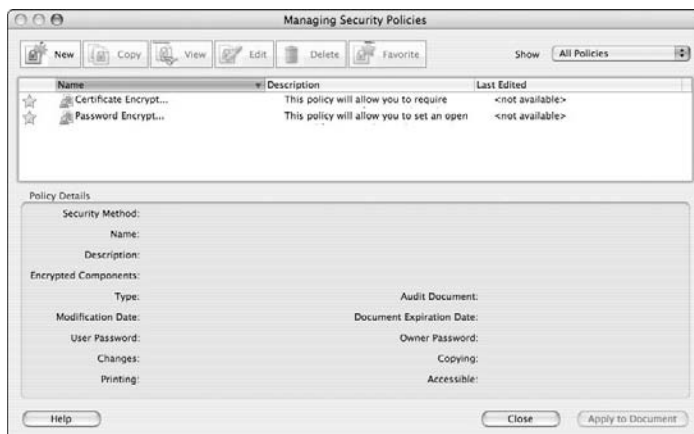 Managing Security Policies
New Copy View Edit Delete Favorite Show All Policies
Name Description Last Edited
Certificate Encrypt... This policy will allow you to require <not available>
Password Encrypt... This policy will allow you to set an open <not available>
Policy Details
Security Method:
Name:
Description:
Encrypted Components:
Type: Audit Document:
Modification Date: Document Expiration Date:
User Password: Owner Password:
Changes: Copying:
Printing: Accessible:
Help Close Apply to Document